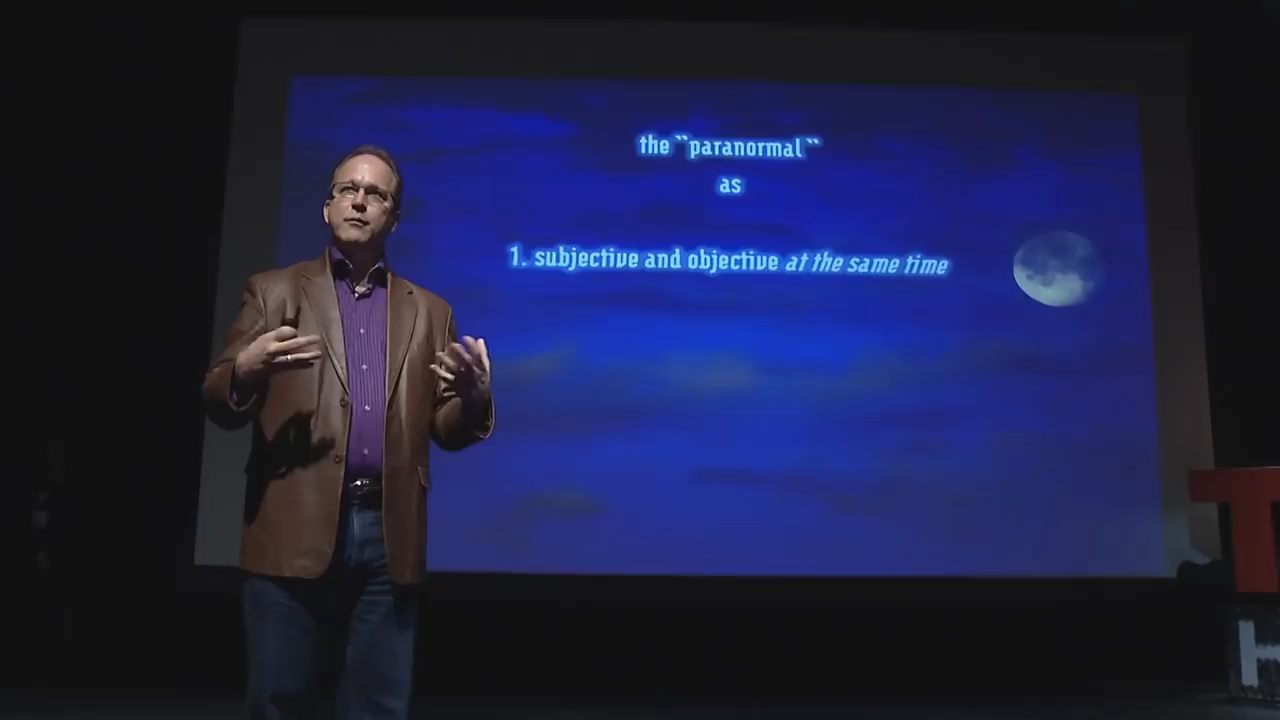 the “paranormal“
as
1. subjective and objective at the same time
T
H